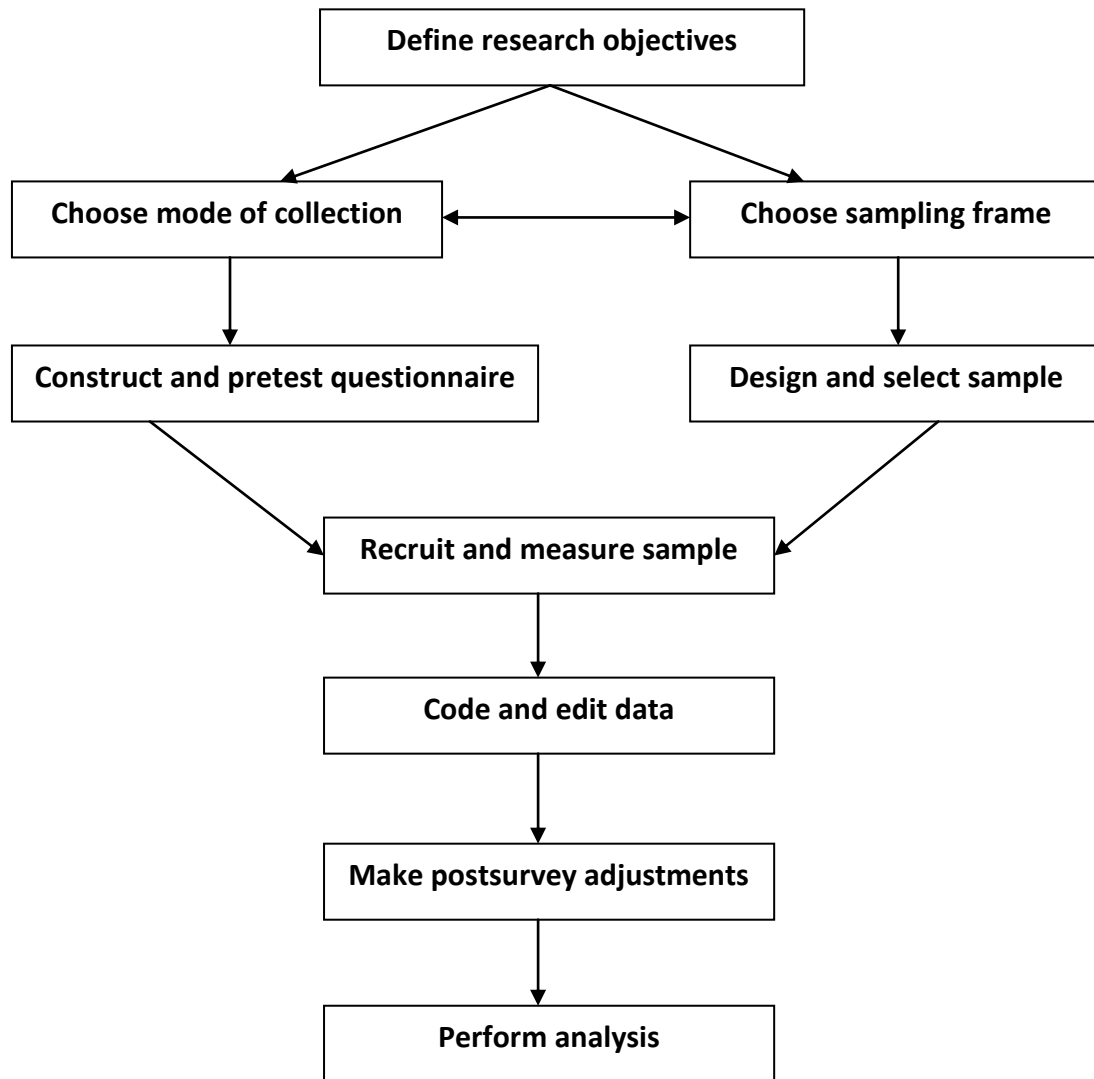 Define research objectives
Choose mode of collection
Choose sampling frame
Construct and pretest questionnaire
Design and select sample
Recruit and measure sample
Code and edit data
Make postsurvey adjustments
Perform analysis